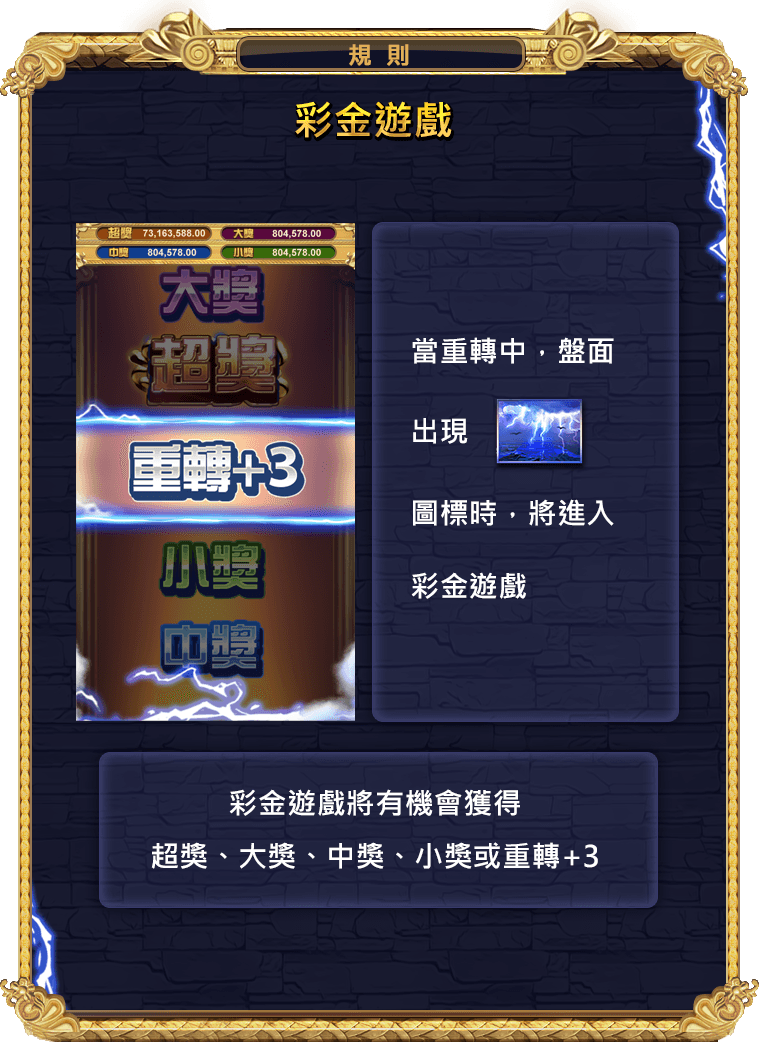 規則
彩金遊戲
超獎 73,163,588.00 大獎 804,578.00
中獎 804,578.00 小獎 804,578.00
大獎
超獎
重轉+3
小獎
中獎
當重轉中，盤面
出現
圖標時，將進入
彩金遊戲
彩金遊戲將有機會獲得
超獎、大獎、中獎、小獎或重轉+3